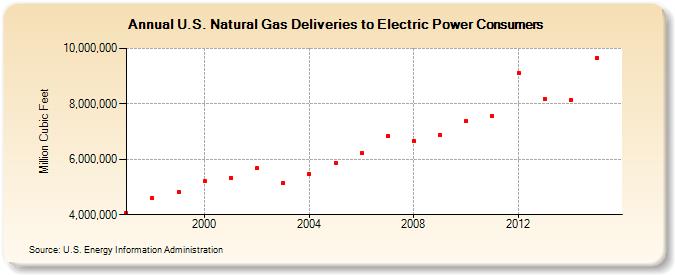 Annual U.S. Natural Gas Deliveries to Electric Power Consumers
Million Cubic Feet
10,000,000
8,000,000
6,000,000
4,000,000
2000 2004 2008 2012
Source: U.S. Energy Information Administration